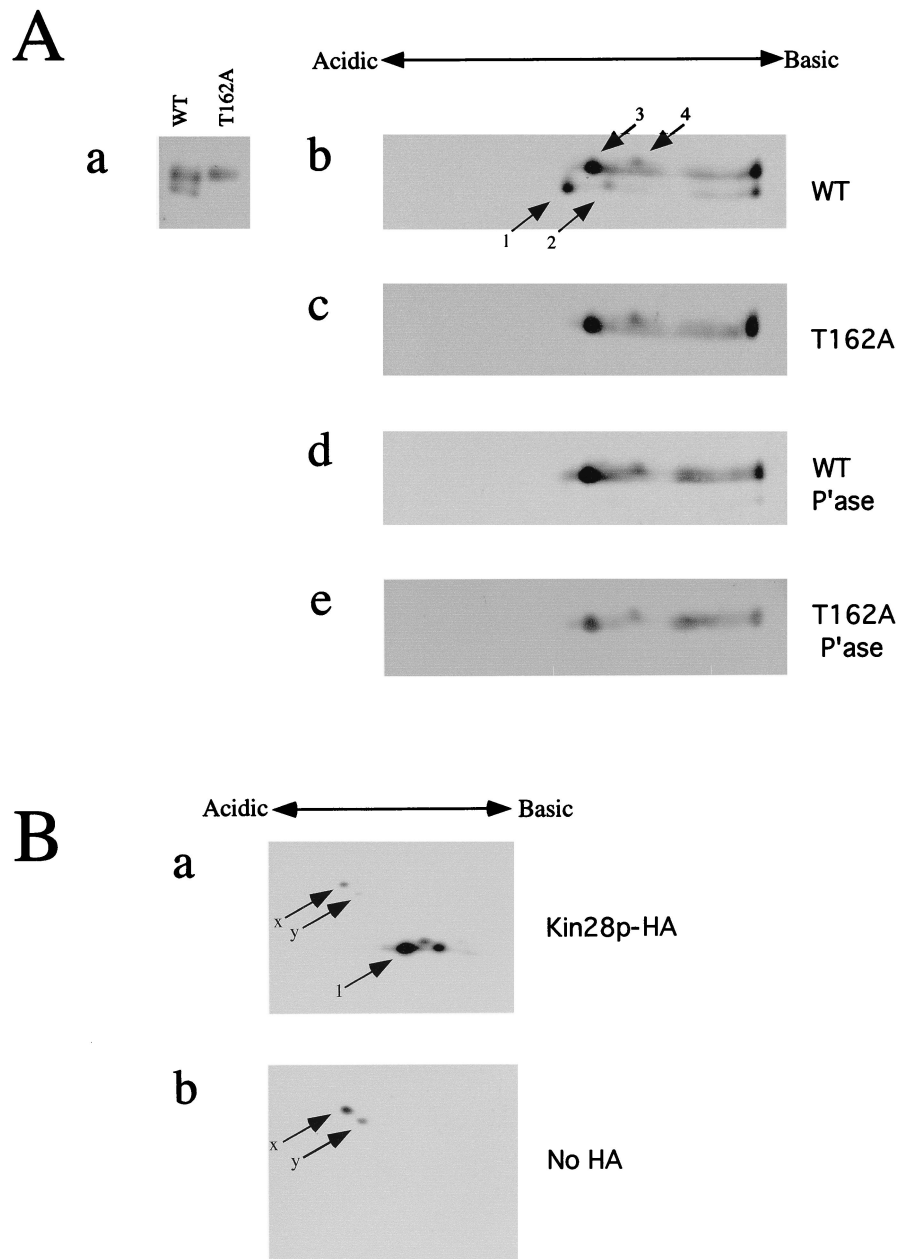 A
Acidic Basic
WT T162A
a
b
3 4
1 2
WT
c
T162A
d
WT
P'ase
e
T162A
P'ase
B
Acidic Basic
a
x
y
1
Kin28p-HA
b
x
y
No HA